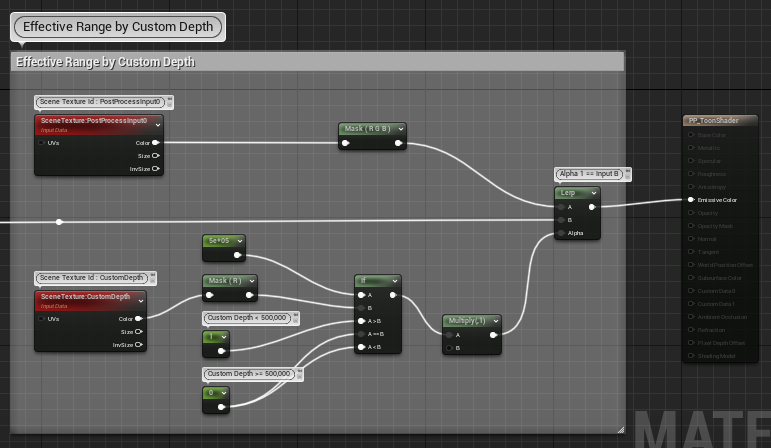 Effective Range by Custom Depth
Effective Range by Custom Depth
Scene Texture Id : PostProcessInput0
SceneTexture:PostProcessInput0
Input Data
UVs
Color
Size
InvSize
Mask ( R G B )
PP_ToonShader
Base Color
Metallic
Specular
Roughness
Anisotropy
Emissive Color
Opacity
Opacity Mask
Normal
Tangent
World Position Offset
Subsurface Color
Custom Data 0
Custom Data 1
Ambient Occlusion
Refraction
Pixel Depth Offset
Shading Model
Alpha 1 == Input B
Lerp
A
B
Alpha
5e+05
Scene Texture Id : CustomDepth
SceneTexture:CustomDepth
Input Data
UVs
Color
Size
InvSize
Mask ( R )
If
A
B
A > B
A == B
A < B
Custom Depth < 500,000
1
Multiply(,1)
A
B
Custom Depth >= 500,000
0
MATE